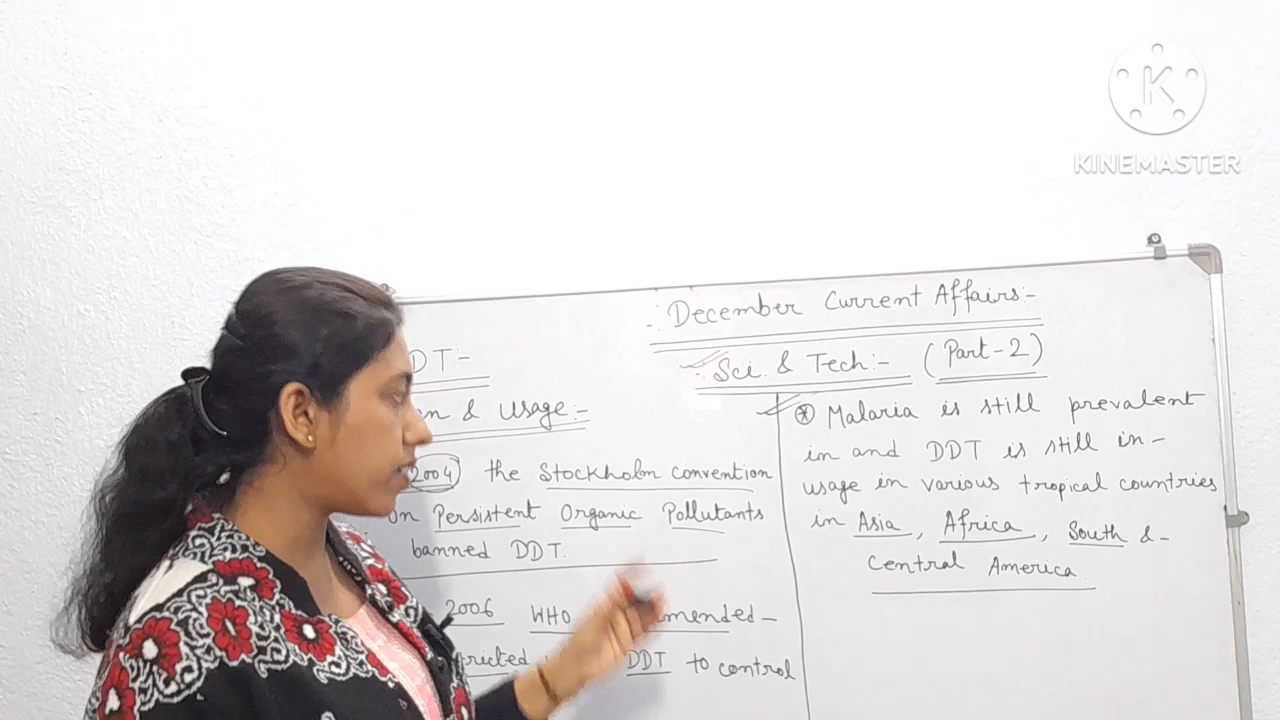 K
KINEMASTER
-: December Current Affairs:-
-: Sci. & Tech:- (Part-2)
DT:-
n & Usage:-
2004 the Stockholm convention
on Persistent Organic Pollutants
banned DDT.
2006 WHO mended-
ricted DDT to control
* Malaria is still prevalent
in and DDT is still in-
usage in various tropical countries
in Asia, Africa, South &-
Central America